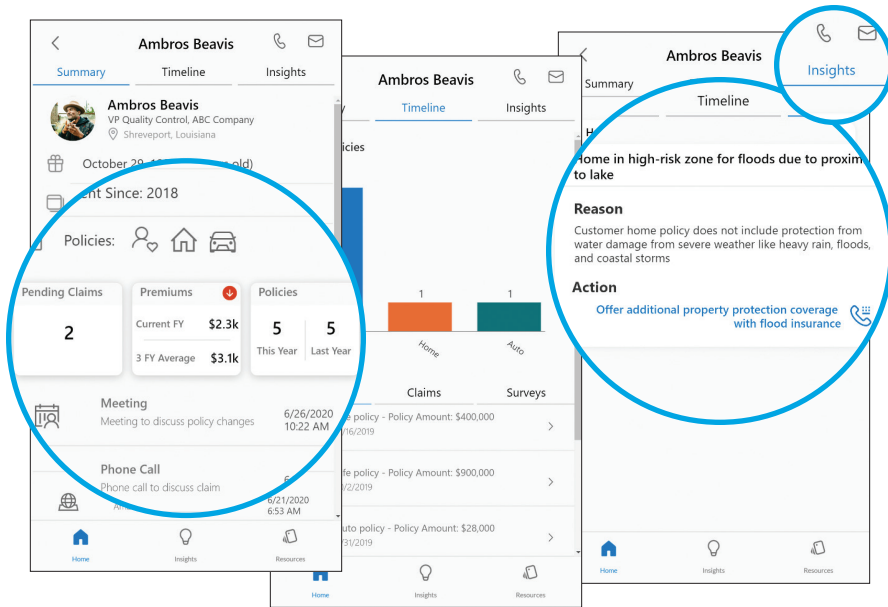 Ambros Beavis
Summary
Timeline
Insights
Ambros Beavis
VP Quality Control, ABC Company
Shreveport, Louisiana
October 29,
old)
Since: 2018
Policies:
Pending Claims
2
Premiums
Current FY $2.3k
3 FY Average $3.1k
Policies
5 5
This Year Last Year
Meeting
Meeting to discuss policy changes
6/26/2020
10:22 AM
Phone Call
Phone call to discuss claim
6/21/2020
6:53 AM
Home
Insights
Resources
Ambros Beavis
Timeline
Insights
1
1
Home
Auto
Claims
Surveys
policy - Policy Amount: $400,000
/16/2019
policy - Policy Amount: $900,000
/2/2019
policy - Policy Amount: $28,000
/31/2019
Home
Insights
Resources
Ambros Beavis
Summary
Timeline
Insights
Home in high-risk zone for floods due to
to lake
Reason
Customer home policy does not include protection from
water damage from severe weather like heavy rain, floods,
and coastal storms
Action
Offer additional property protection coverage
with flood insurance
Home
Insights
Resources